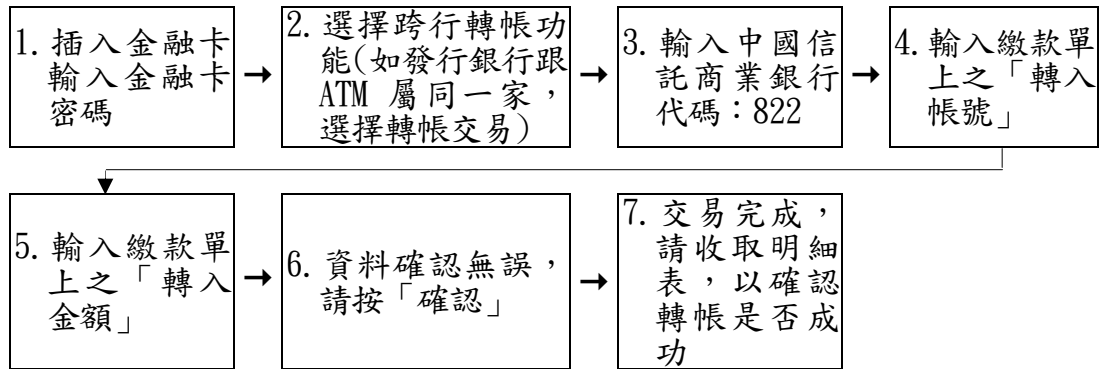 1. 插入金融卡
輸入金融卡
密碼
2. 選擇跨行轉帳功
能(如發行銀行跟
ATM 屬同一家，
選擇轉帳交易)
3. 輸入中國信
託商業銀行
代碼：822
4. 輸入繳款單
上之「轉入
帳號」
5. 輸入繳款單
上之「轉入
金額」
6. 資料確認無誤，
請按「確認」
7. 交易完成，
請收取明細
表，以確認
轉帳是否成
功